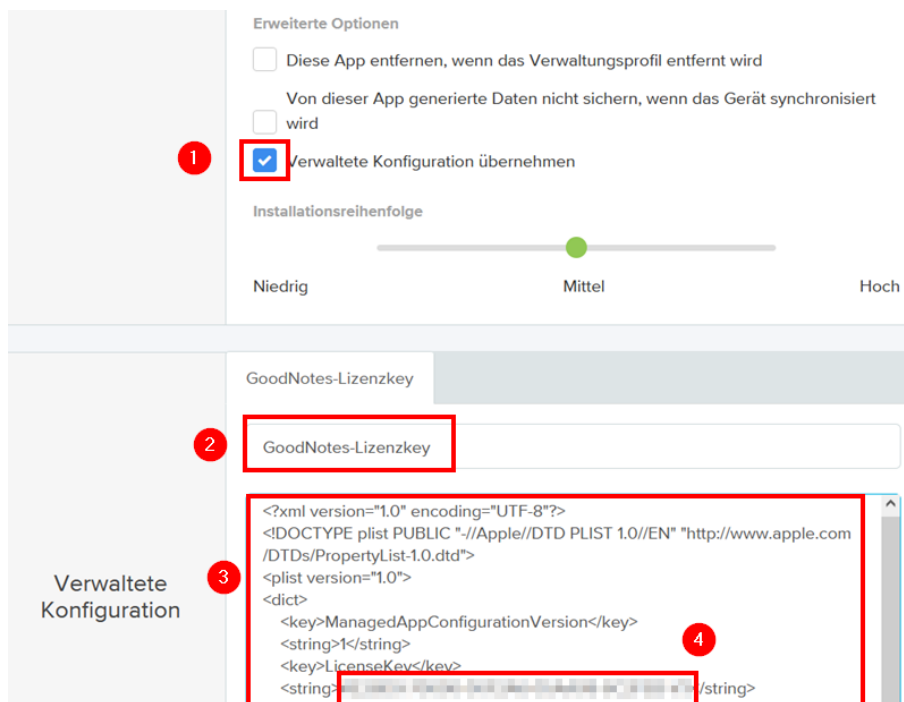 Erweiterte Optionen
Diese App entfernen, wenn das Verwaltungsprofil entfernt wird
Von dieser App generierte Daten nicht sichern, wenn das Gerät synchronisiert
wird
1
Verwaltete Konfiguration übernehmen
Installationsreihenfolge
Niedrig Mittel Hoch
GoodNotes-Lizenzkey
2
GoodNotes-Lizenzkey
Verwaltete
Konfiguration
3
<?xml version="1.0" encoding="UTF-8"?>
<!DOCTYPE plist PUBLIC "-//Apple//DTD PLIST 1.0//EN" "http://www.apple.com
/DTDs/PropertyList-1.0.dtd">
<plist version="1.0">
<dict>
<key>ManagedAppConfigurationVersion</key>
<string>1</string>
4
<key>LicenseKey</key>
<string> /string>